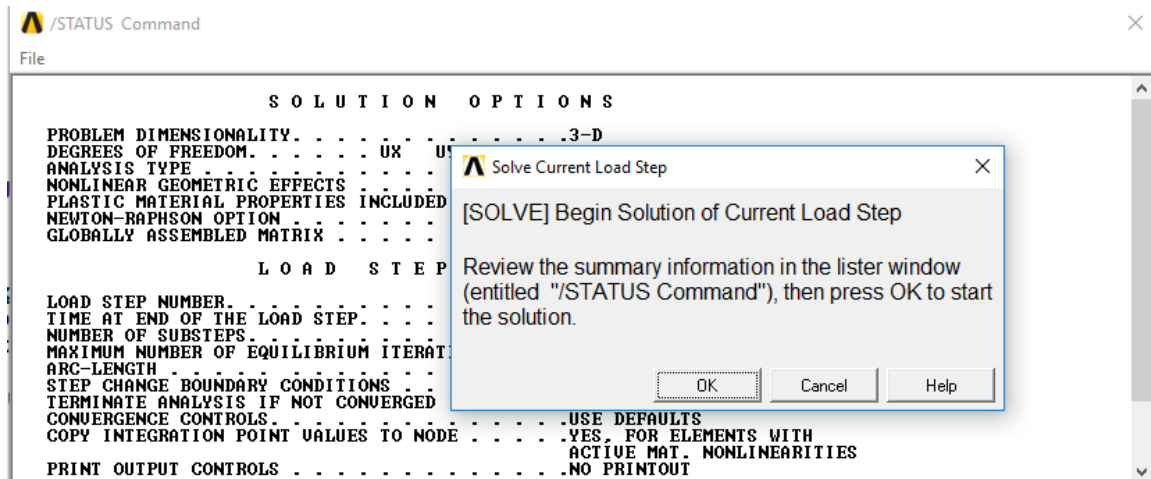 /STATUS Command
File
S O L U T I O N   O P T I O N S
PROBLEM DIMENSIONALITY. . . . . . . . . . . . .3-D
DEGREES OF FREEDOM. . . . . . UX
ANALYSIS TYPE . . . . . . . . . . .
NONLINEAR GEOMETRIC EFFECTS . . . .
PLASTIC MATERIAL PROPERTIES INCLUDED
NEWTON-RAPHSON OPTION . . . . . . .
GLOBALLY ASSEMBLED MATRIX . . . . .
L O A D   S T E P
LOAD STEP NUMBER. . . . . . . . . .
TIME AT END OF THE LOAD STEP. . . .
NUMBER OF SUBSTEPS. . . . . . . . .
MAXIMUM NUMBER OF EQUILIBRIUM
ARC-LENGTH . . . . . . . . . . . .
STEP CHANGE BOUNDARY CONDITIONS . .
TERMINATE ANALYSIS IF NOT CONVERGED
CONVERGENCE CONTROLS. . . . . . . . . . . . . .USE DEFAULTS
COPY INTEGRATION POINT VALUES TO NODE . . . . .YES, FOR ELEMENTS WITH
ACTIVE MAT. NONLINEARITIES
PRINT OUTPUT CONTROLS . . . . . . . . . . . . .NO PRINTOUT
Solve Current Load Step
[SOLVE] Begin Solution of Current Load Step
Review the summary information in the lister window
(entitled "/STATUS Command"), then press OK to start
the solution.
OK
Cancel
Help